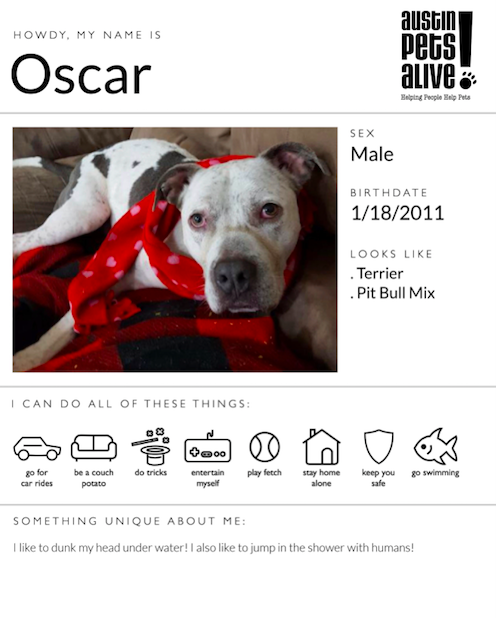 HOWDY, MY NAME IS
Oscar
austin
pets
alive!
Helping People Help Pets
SEX
Male
BIRTHDATE
1/18/2011
LOOKS LIKE
. Terrier
. Pit Bull Mix
I CAN DO ALL OF THESE THINGS:
go for
car rides
be a couch
potato
do tricks
entertain
myself
play fetch
stay home
alone
keep you
safe
go swimming
SOMETHING UNIQUE ABOUT ME:
I like to dunk my head under water! I also like to jump in the shower with humans!